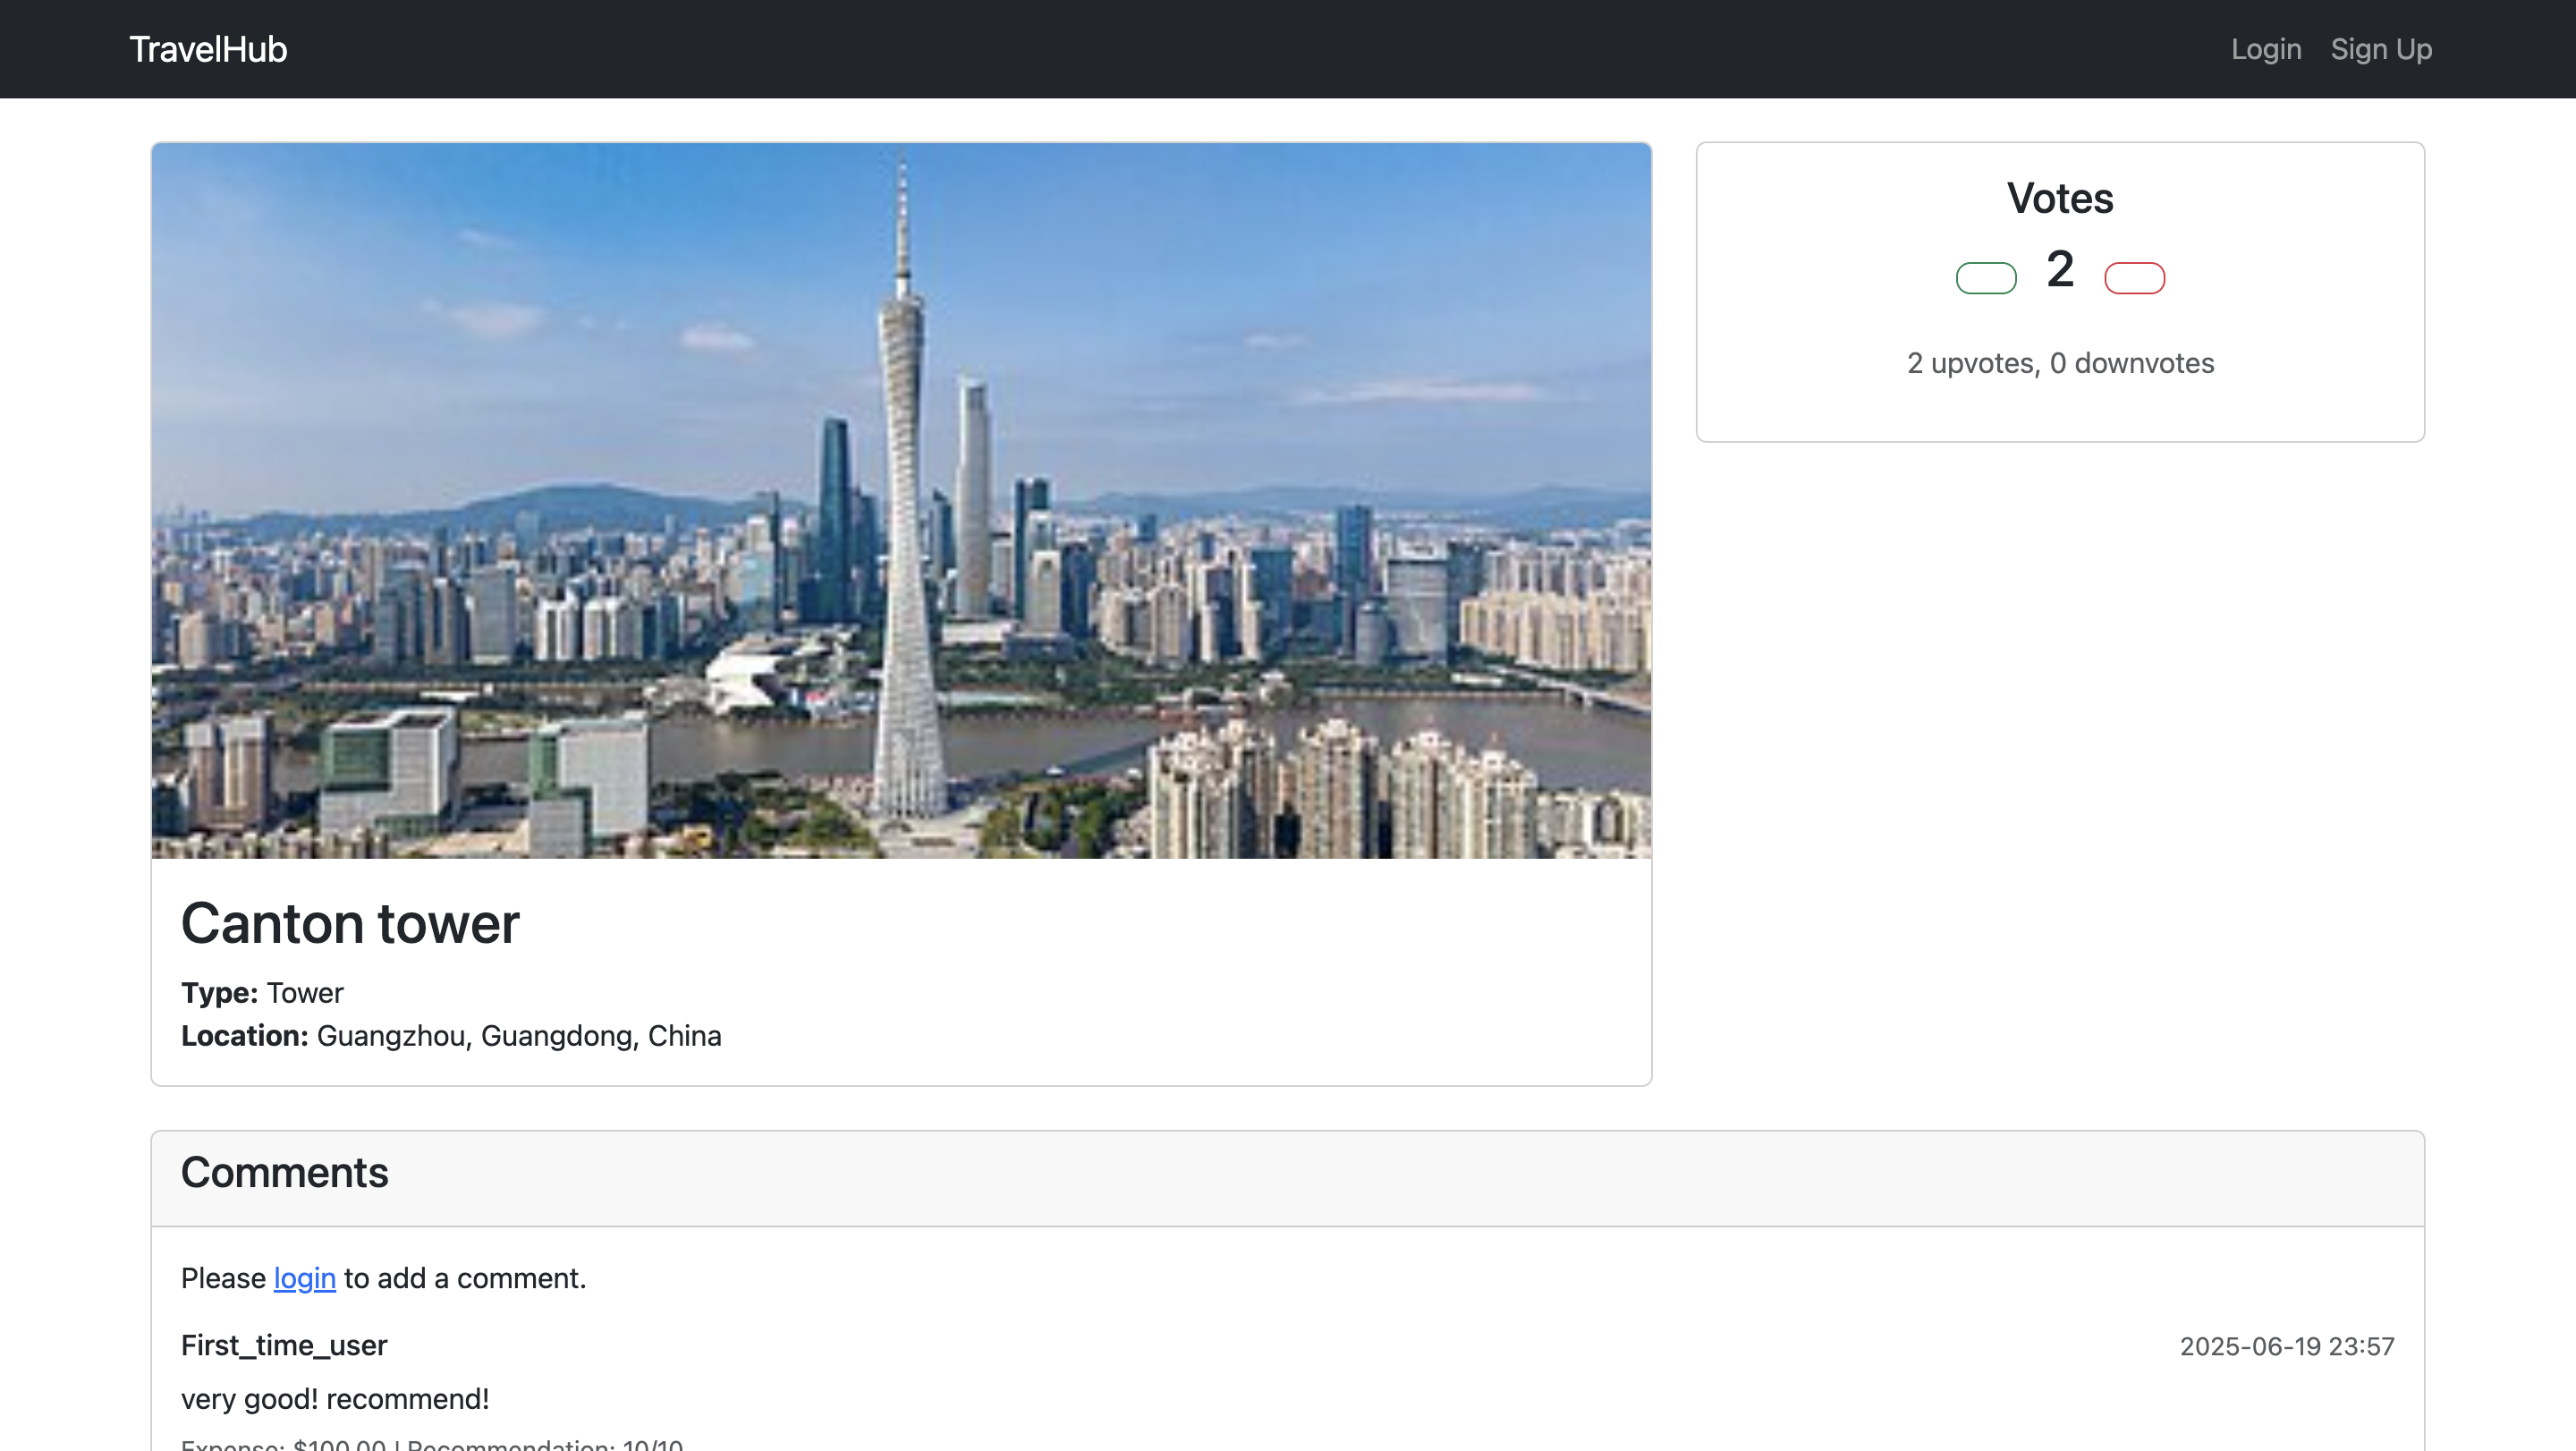 TravelHub
Login
Sign Up
Votes
2
2 upvotes, 0 downvotes
Canton tower
Type: Tower
Location: Guangzhou, Guangdong, China
Comments
Please login to add a comment.
First_time_user
2025-06-19 23:57
very good! recommend!
Expense: $100.00 | Recommendation: 10/10